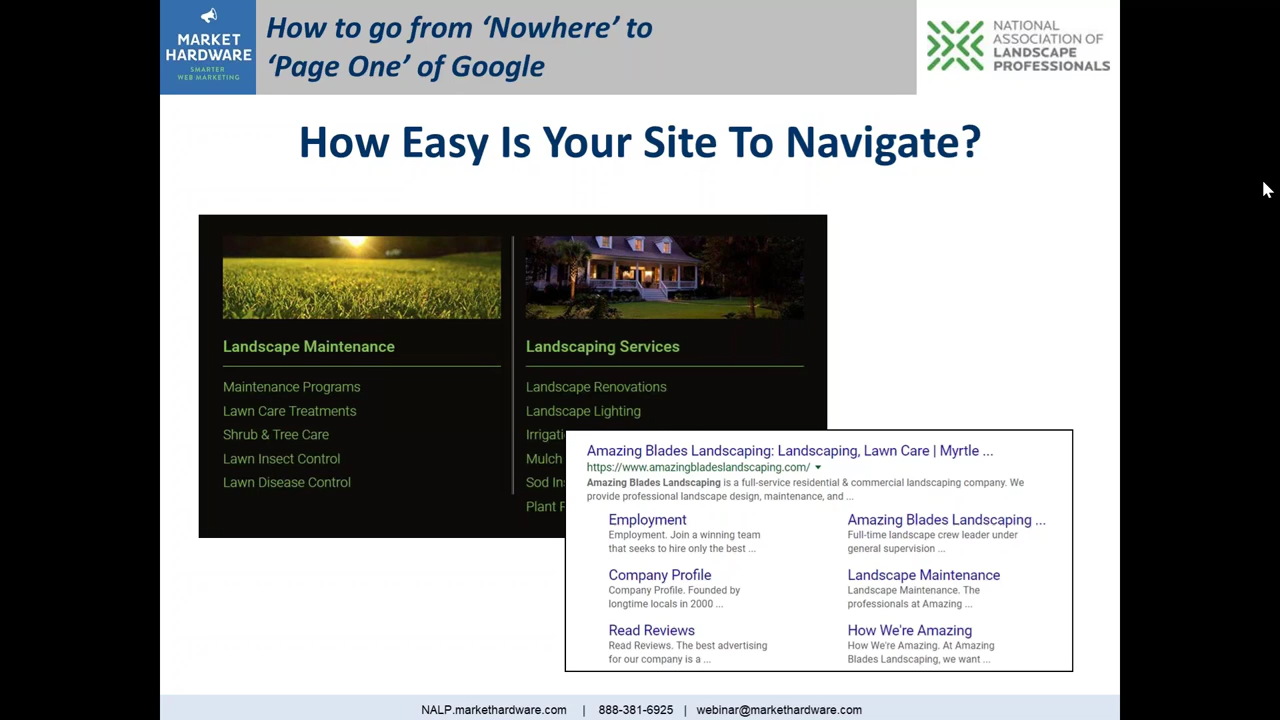 MARKET
HARDWARE
SMARTER
WEB MARKETING
How to go from ‘Nowhere’ to
‘Page One’ of Google
NATIONAL
ASSOCIATION OF
LANDSCAPE
PROFESSIONALS
How Easy Is Your Site To Navigate?
Landscape Maintenance
Maintenance Programs
Lawn Care Treatments
Shrub & Tree Care
Lawn Insect Control
Lawn Disease Control
Landscaping Services
Landscape Renovations
Landscape Lighting
Irrigati
Mulch
Sod In
Plant
Amazing Blades Landscaping: Landscaping, Lawn Care | Myrtle ...
https://www.amazingbladeslandscaping.com/
Amazing Blades Landscaping is a full-service residential & commercial landscaping company. We
provide professional landscape design, maintenance, and ...
Employment
Employment. Join a winning team
that seeks to hire only the best ...
Amazing Blades Landscaping ...
Full-time landscape crew leader under
general supervision ...
Company Profile
Company Profile. Founded by
longtime locals in 2000 ...
Landscape Maintenance
Landscape Maintenance. The
professionals at Amazing ...
Read Reviews
Read Reviews. The best advertising
for our company is a ...
How We're Amazing
How We're Amazing. At Amazing
Blades Landscaping, we want ...
NALP.markethardware.com | 888-381-6925 | webinar@markethardware.com